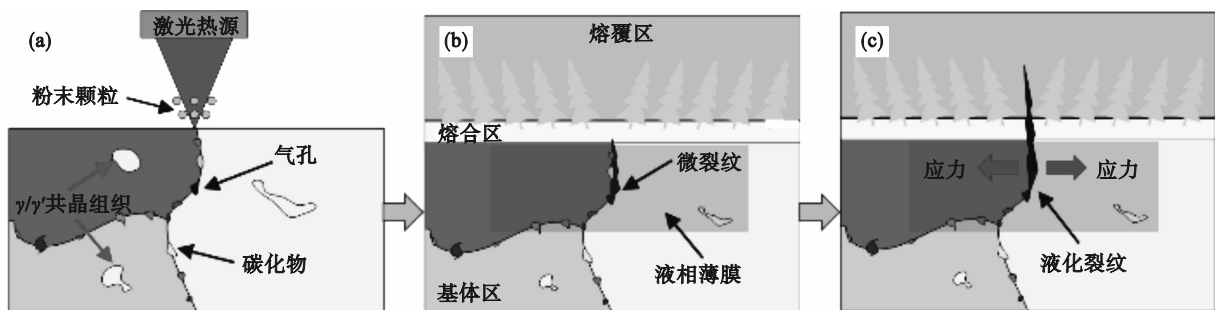 (a)
激光热源
粉末颗粒
气孔
γ/γ′共晶组织
碳化物
(b)
熔覆区
熔合区
微裂纹
液相薄膜
基体区
(c)
应力
应力
液化裂纹